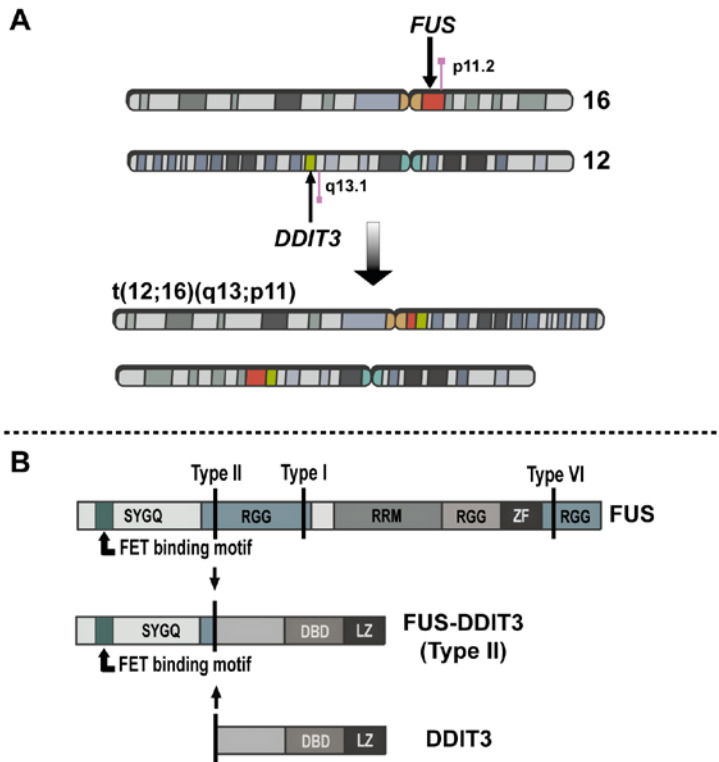 A
FUS
p11.2
16
12
q13.1
DDIT3
t(12;16)(q13;p11)
B
Type II
Type I
Type VI
SYGQ
RGG
RRM
RGG
ZF
RGG
FUS
FET binding motif
SYGQ
DBD
LZ
FUS-DDIT3
(Type II)
FET binding motif
DBD
LZ
DDIT3